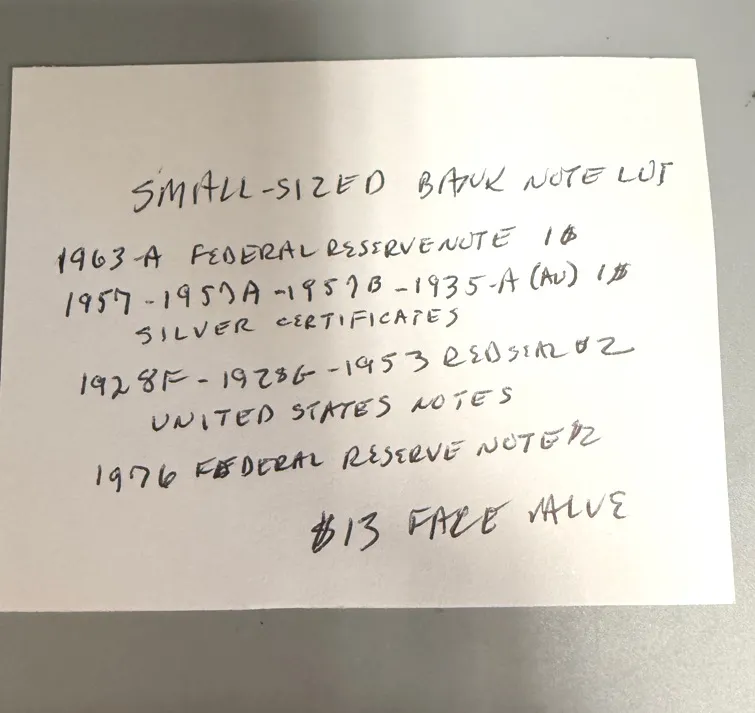 SMALL-SIZED BANK NOTE LOT
1963-A FEDERAL RESERVE NOTE 1$
1957-1957A-1957B-1935-A (AU) 1$
SILVER CERTIFICATES
1928F-1928G-1953 RED SEAL $2
UNITED STATES NOTES
1976 FEDERAL RESERVE NOTE $2
$13 FACE VALUE